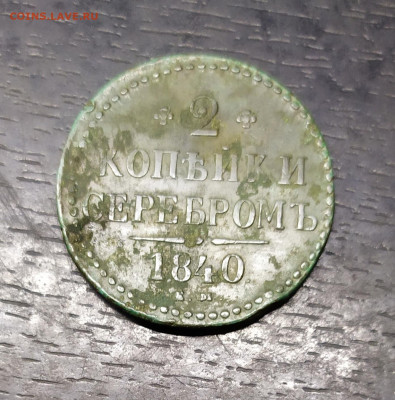 COINS.LAVE.RU
2
КОПѢЙКИ
СЕРЕБРОМЪ
1840